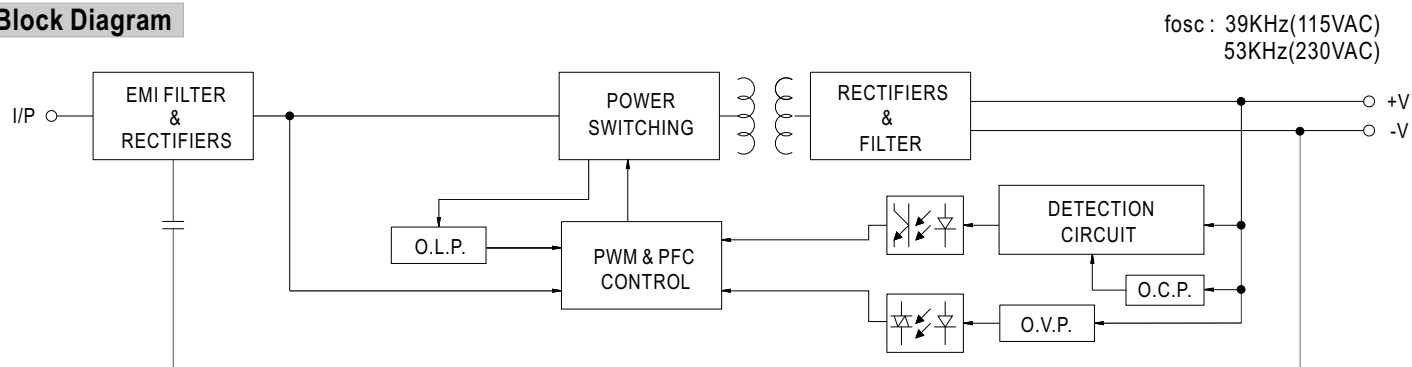 Block Diagram
fosc : 39KHz(115VAC)
53KHz(230VAC)
I/P
EMI FILTER
&
RECTIFIERS
POWER
SWITCHING
RECTIFIERS
&
FILTER
+V
-V
O.L.P.
PWM & PFC
CONTROL
DETECTION
CIRCUIT
O.C.P.
O.V.P.